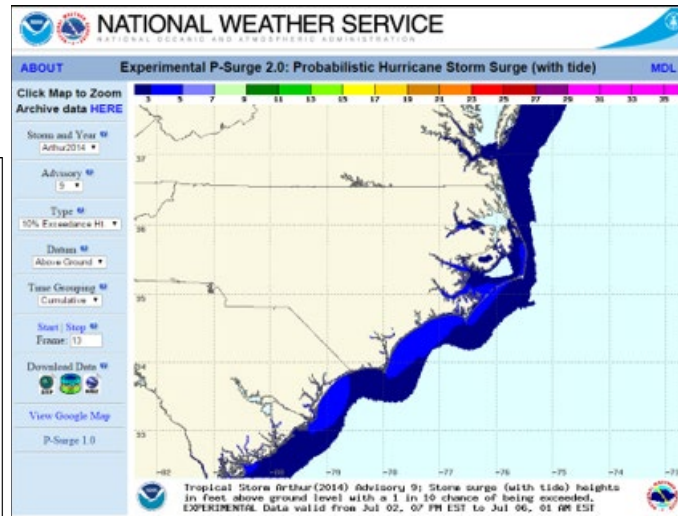 NATIONAL WEATHER SERVICE
NATIONAL OCEANIC AND ATMOSPHERIC ADMINISTRATION
ABOUT
Experimental P-Surge 2.0: Probabilistic Hurricane Storm Surge (with tide)
MDL
Click Map to Zoom
Archive data HERE
Storm and Year
Arthur2014
Advisory
9
Type
10% Exceedance Ht.
Datum
Above Ground
Time Grouping
Cumulative
Start | Stop
Frame: 13
Download Data
View Google Map
P-Surge 1.0
3 5 7 9 11 13 15 17 19 21 23 25 27 29 31 33 35
37
36
35
34
33
-82 -81 -80 -79 -78 -77 -76 -75 -74 -73
Tropical Storm Arthur(2014) Advisory 9: Storm surge (with tide) heights
in feet above ground level with a 1 in 10 chance of being exceeded.
EXPERIMENTAL Data valid from Jul 02, 07 PM EST to Jul 06, 01 AM EST